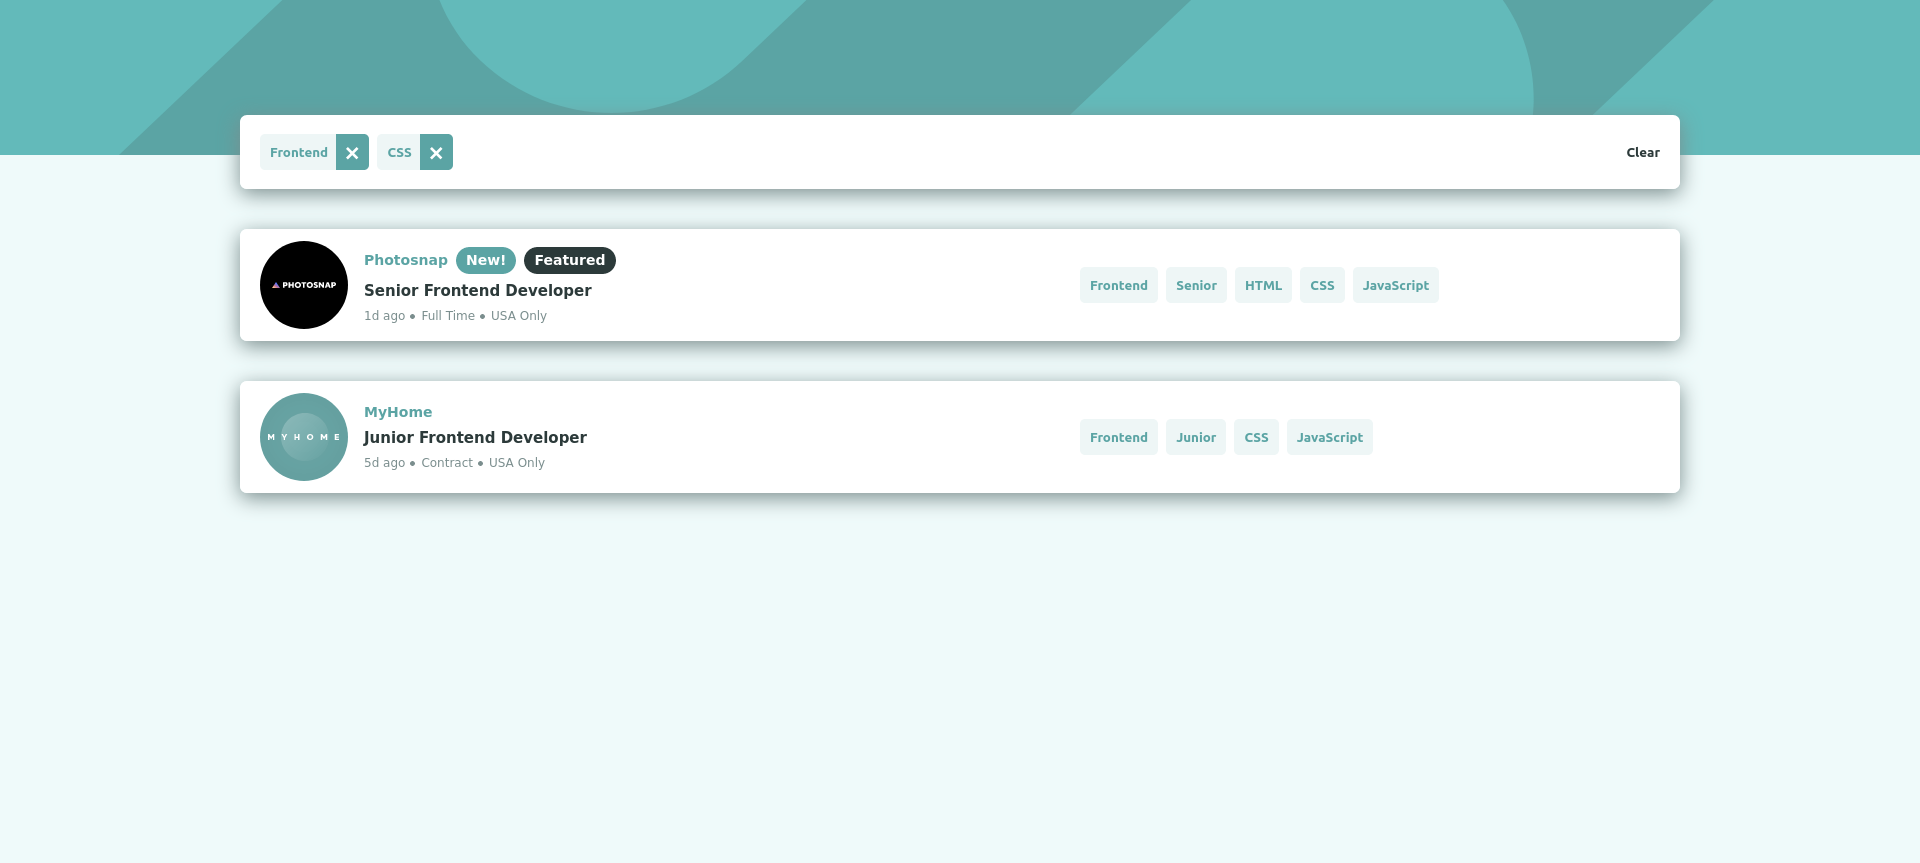 Frontend CSS Clear
Photosnap New! Featured
PHOTOSNAP
Senior Frontend Developer
1d ago • Full Time • USA Only
Frontend Senior HTML CSS JavaScript
MyHome
MYHOME
Junior Frontend Developer
5d ago • Contract • USA Only
Frontend Junior CSS JavaScript